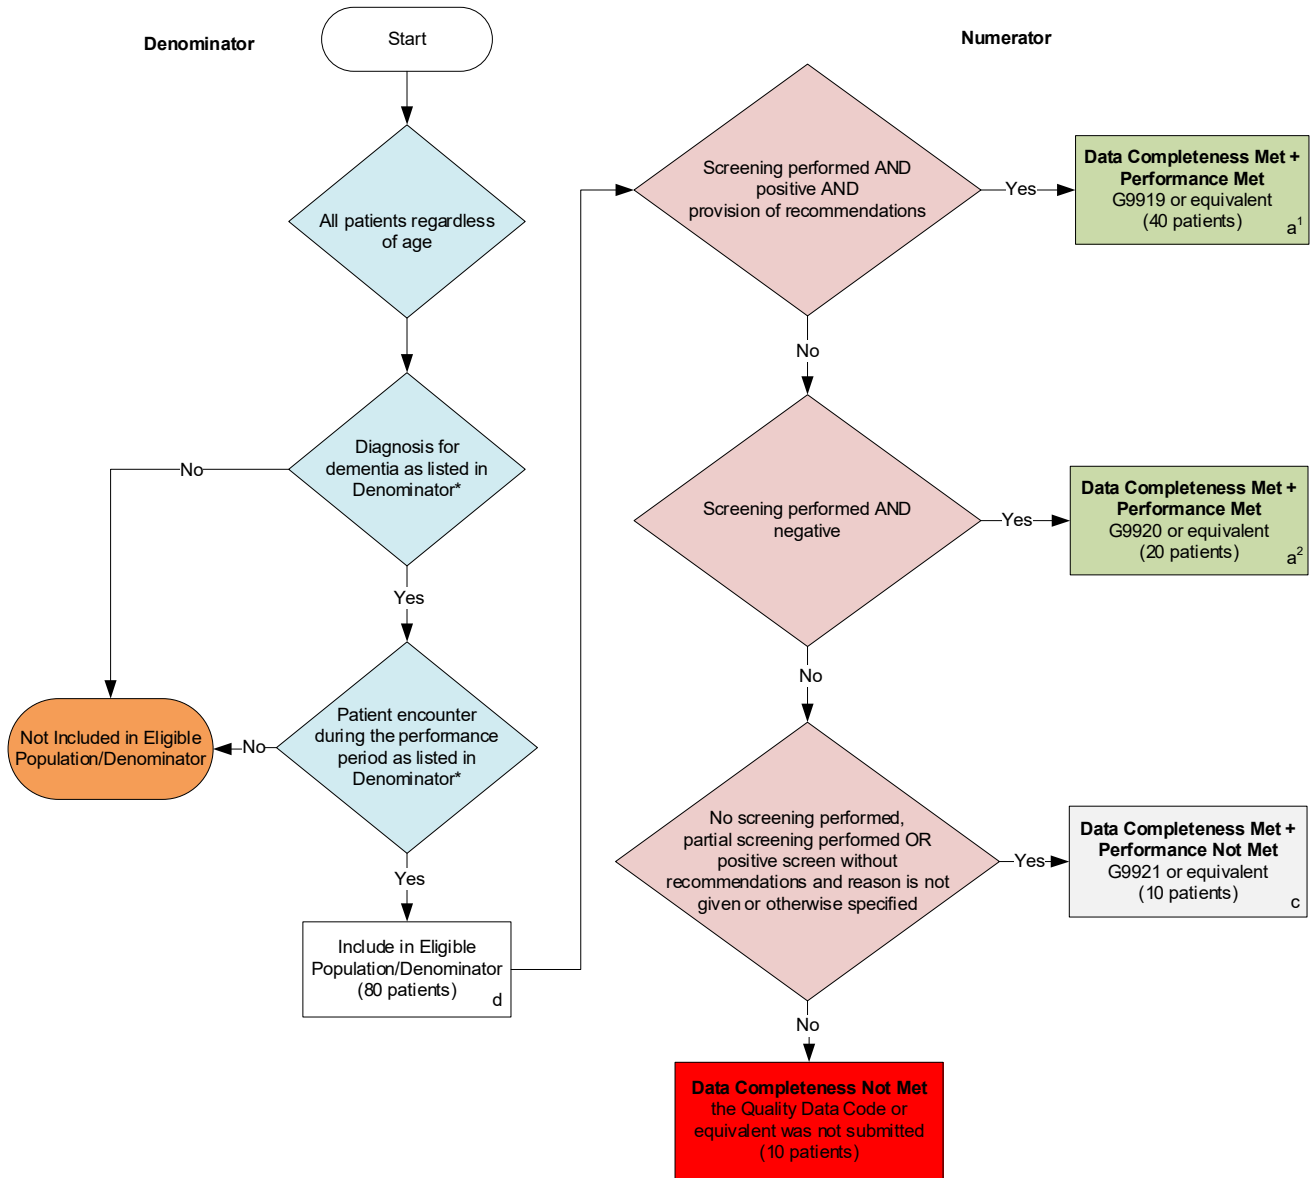 Denominator
Start
All patients regardless
of age
Diagnosis for
dementia as listed in
Denominator*
No
Yes
Patient encounter
during the performance
period as listed in
Denominator*
No
Not Included in Eligible
Population/Denominator
Yes
Include in Eligible
Population/Denominator
(80 patients)
d
Numerator
Screening performed AND
positive AND
provision of recommendations
Yes
Data Completeness Met +
Performance Met
G9919 or equivalent
(40 patients)
a¹
No
Screening performed AND
negative
Yes
Data Completeness Met +
Performance Met
G9920 or equivalent
(20 patients)
a²
No
No screening performed,
partial screening performed OR
positive screen without
recommendations and reason is not
given or otherwise specified
Yes
Data Completeness Met +
Performance Not Met
G9921 or equivalent
(10 patients)
c
No
Data Completeness Not Met
the Quality Data Code or
equivalent was not submitted
(10 patients)